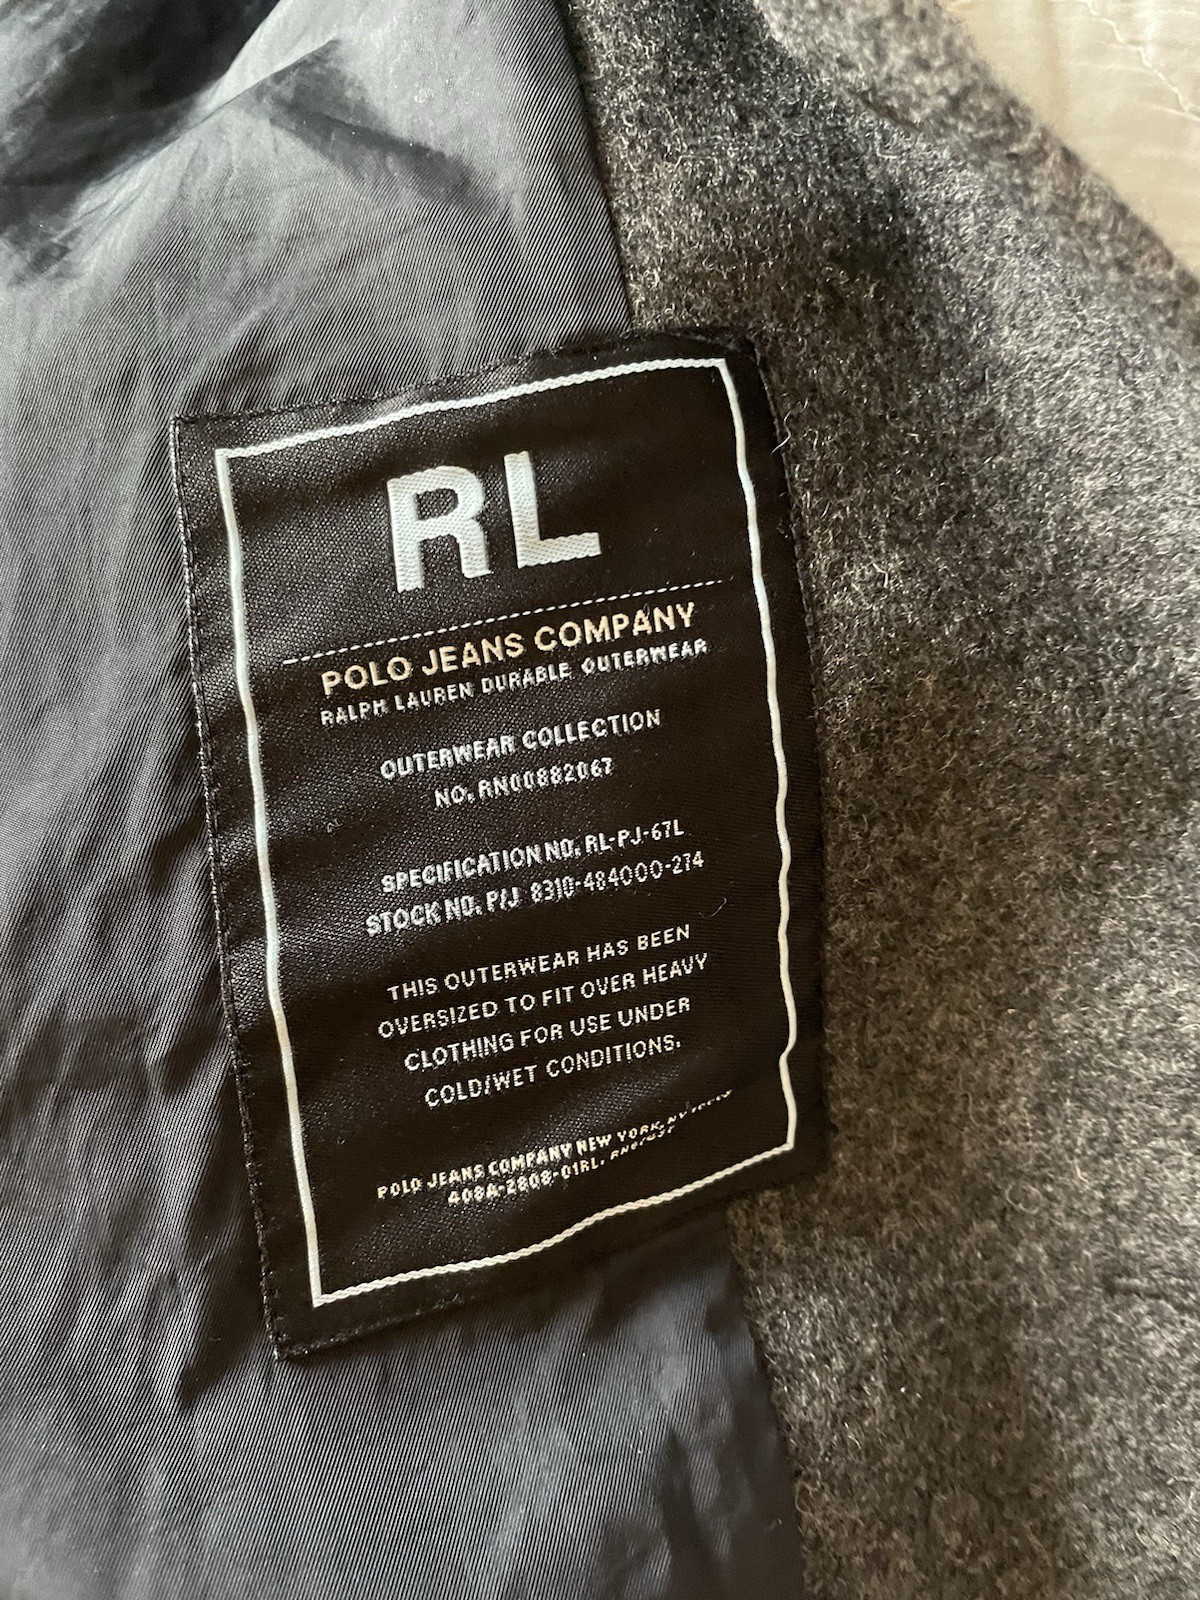 RL
POLO JEANS COMPANY
RALPH LAUREN DURABLE OUTERWEAR
OUTERWEAR COLLECTION
NO. RN00882067
SPECIFICATION NO. RL-PJ-67L
STOCK NO. P/J 8310-484000-274
THIS OUTERWEAR HAS BEEN
OVERSIZED TO FIT OVER HEAVY
CLOTHING FOR USE UNDER
COLD/WET CONDITIONS.
POLO JEANS COMPANY NEW YORK, NY
408A-2808-01RL,